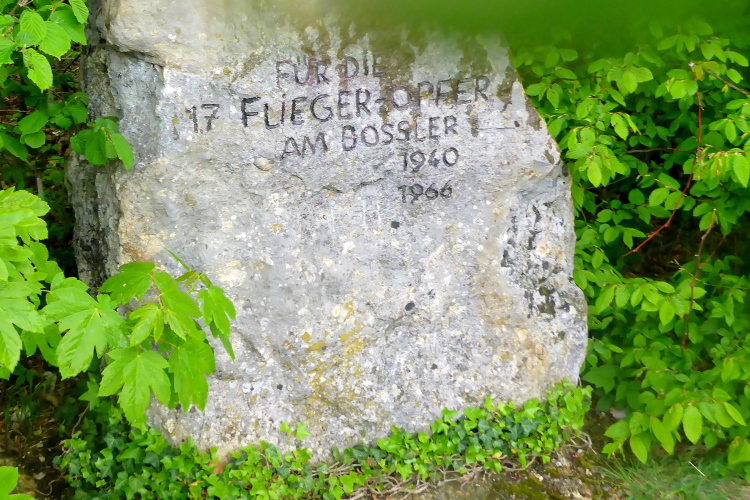 FÜR DIE
17 FLIEGER-OPFER
AM BOSSLER
1940
1966